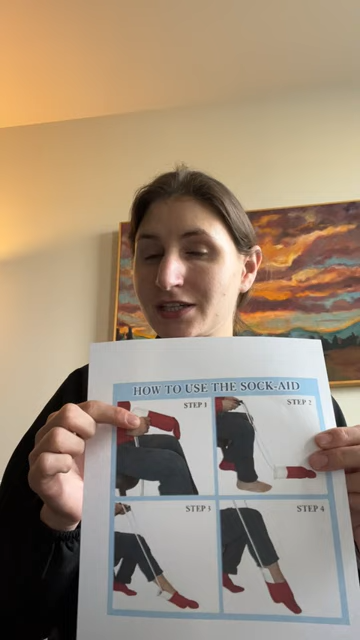 HOW TO USE THE SOCK-AID
STEP 1
STEP 2
STEP 3
STEP 4